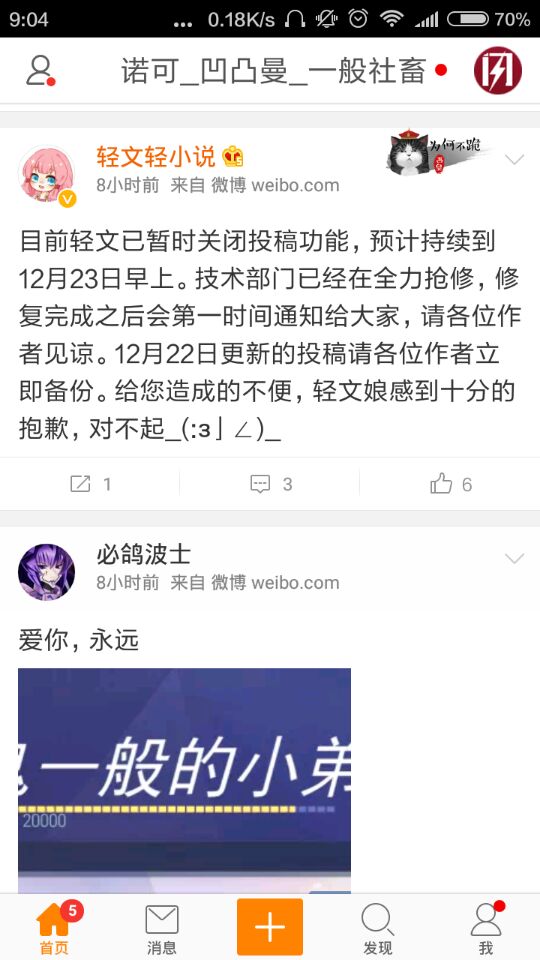 9:04
... 0.18K/s 70%
诺可_凹凸曼_一般社畜
闪
轻文轻小说
为何不跪
8小时前 来自 微博 weibo.com
目前轻文已暂时关闭投稿功能，预计持续到
12月23日早上。技术部门已经在全力抢修，修
复完成之后会第一时间通知给大家，请各位作
者见谅。12月22日更新的投稿请各位作者立
即备份。给您造成的不便，轻文娘感到十分的
抱歉，对不起_(:з」∠)_
1
3
6
必鸽波士
8小时前 来自 微博 weibo.com
爱你，永远
一般的小弟
20000
5
首页
消息
发现
我